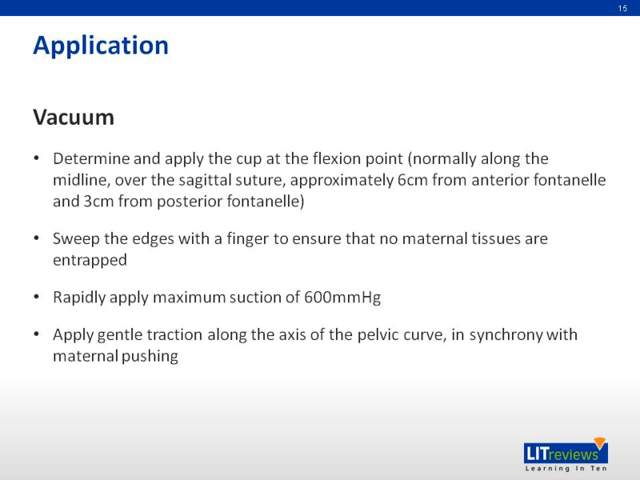 15
Application
Vacuum
• Determine and apply the cup at the flexion point (normally along the
midline, over the sagittal suture, approximately 6cm from anterior fontanelle
and 3cm from posterior fontanelle)
• Sweep the edges with a finger to ensure that no maternal tissues are
entrapped
• Rapidly apply maximum suction of 600mmHg
• Apply gentle traction along the axis of the pelvic curve, in synchrony with
maternal pushing
LITreviews
Learning In Ten